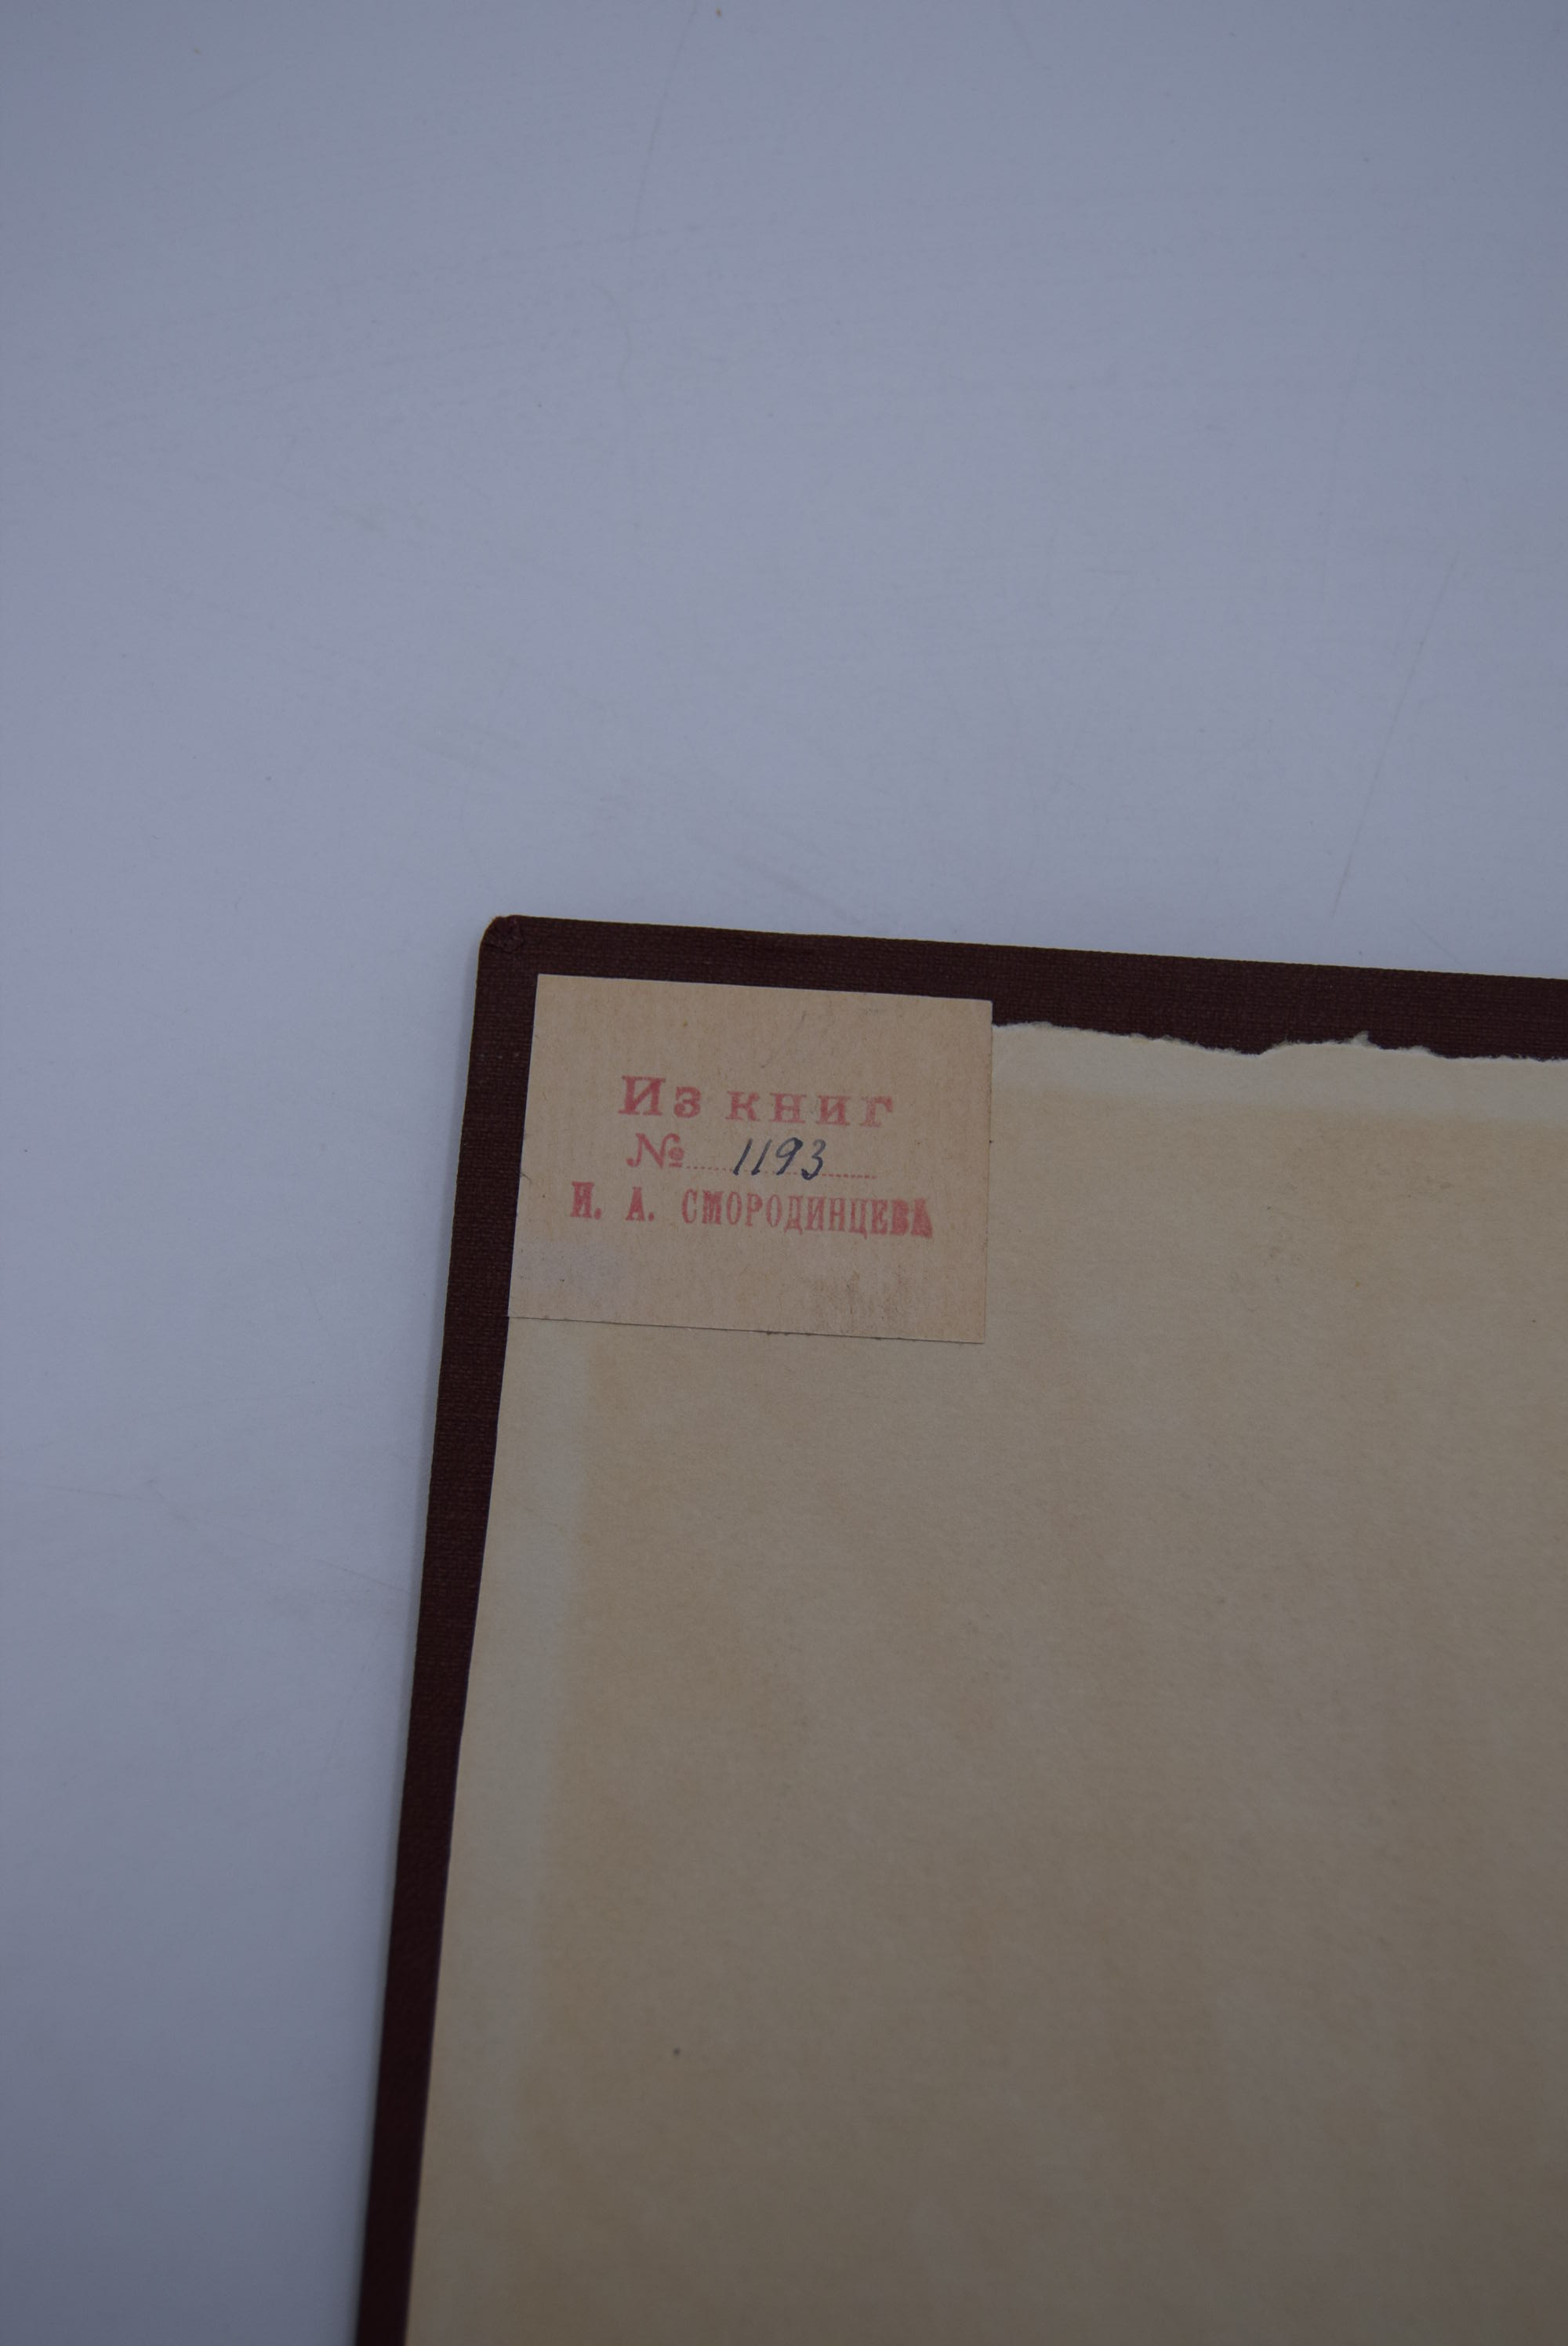 Из книг
№ 1193
И. А. СМОРОДИНЦЕВА